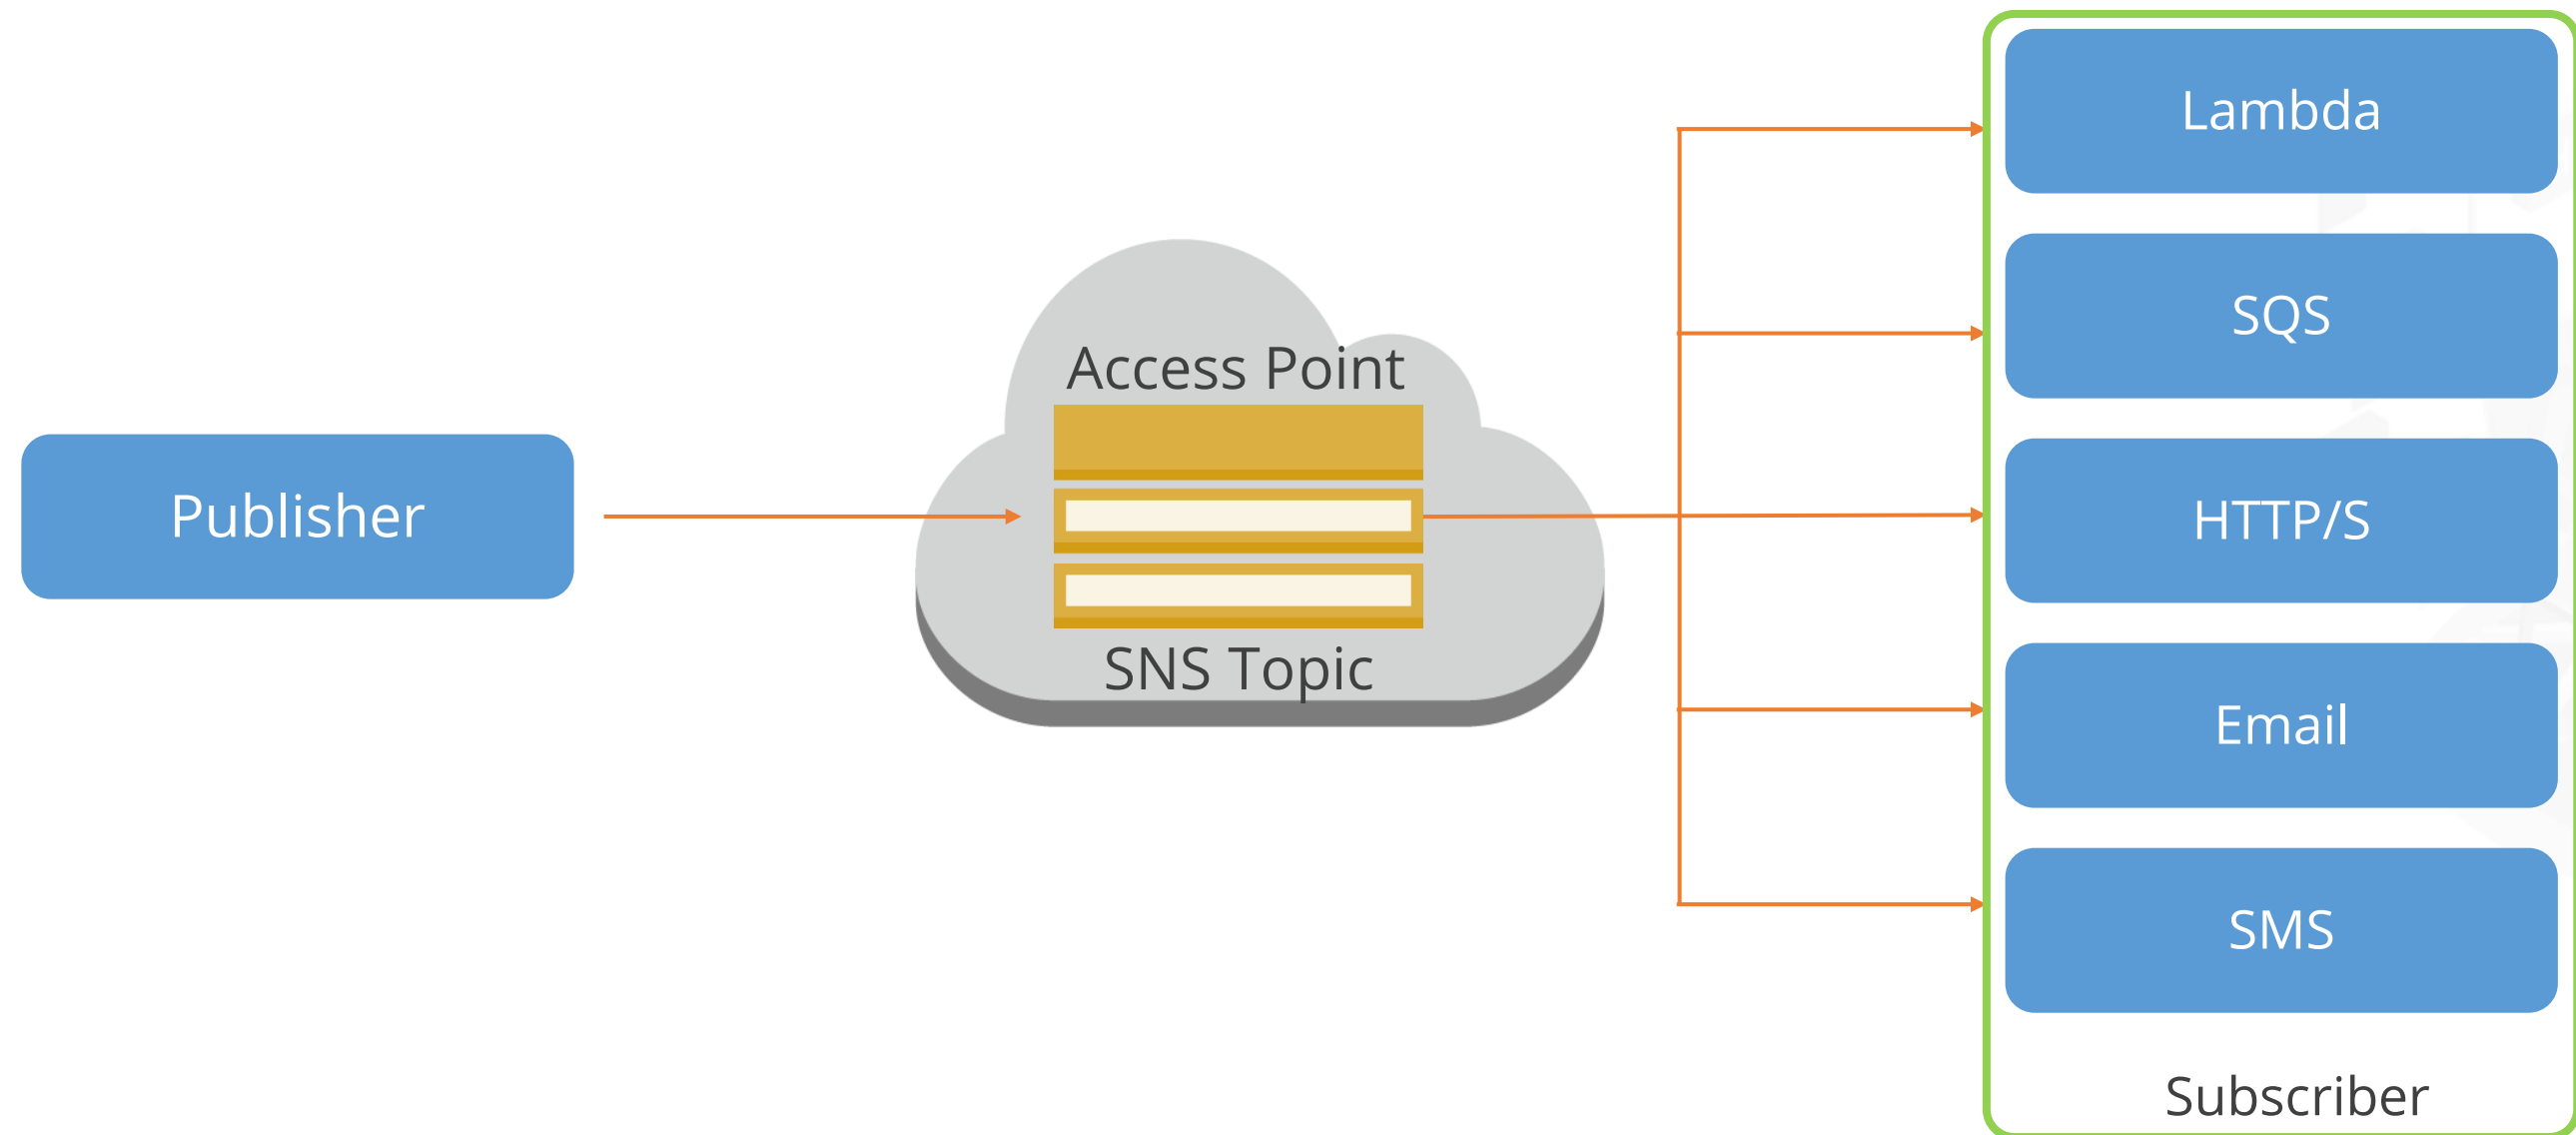 Publisher
Access Point
SNS Topic
Lambda
SQS
HTTP/S
Email
SMS
Subscriber